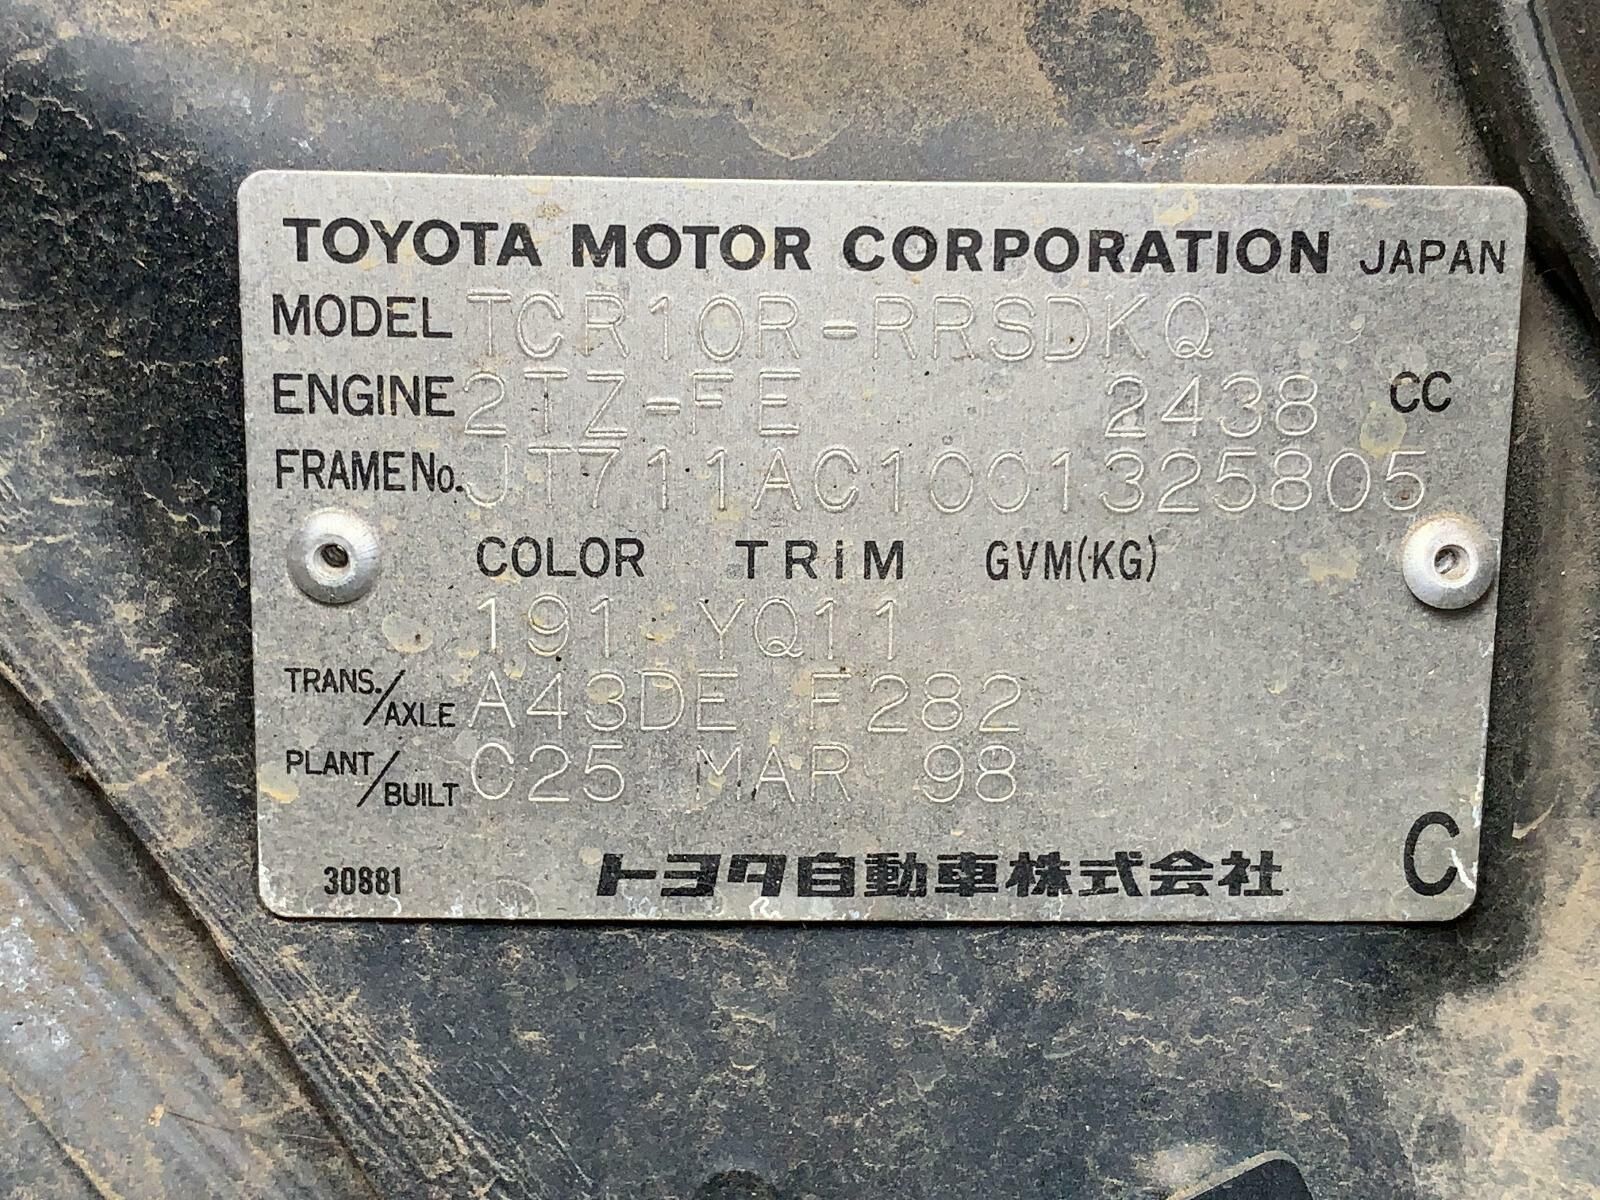 TOYOTA MOTOR CORPORATION JAPAN
MODEL TCR10R-RRSDKQ
ENGINE 2TZ-FE 2438 CC
FRAME No. JT711AC1001325805
COLOR TRiM GVM(KG)
191 YQ11
TRANS./AXLE A43DE F282
PLANT/BUILT C25 MAR 98
30881 トヨタ自動車株式会社 C